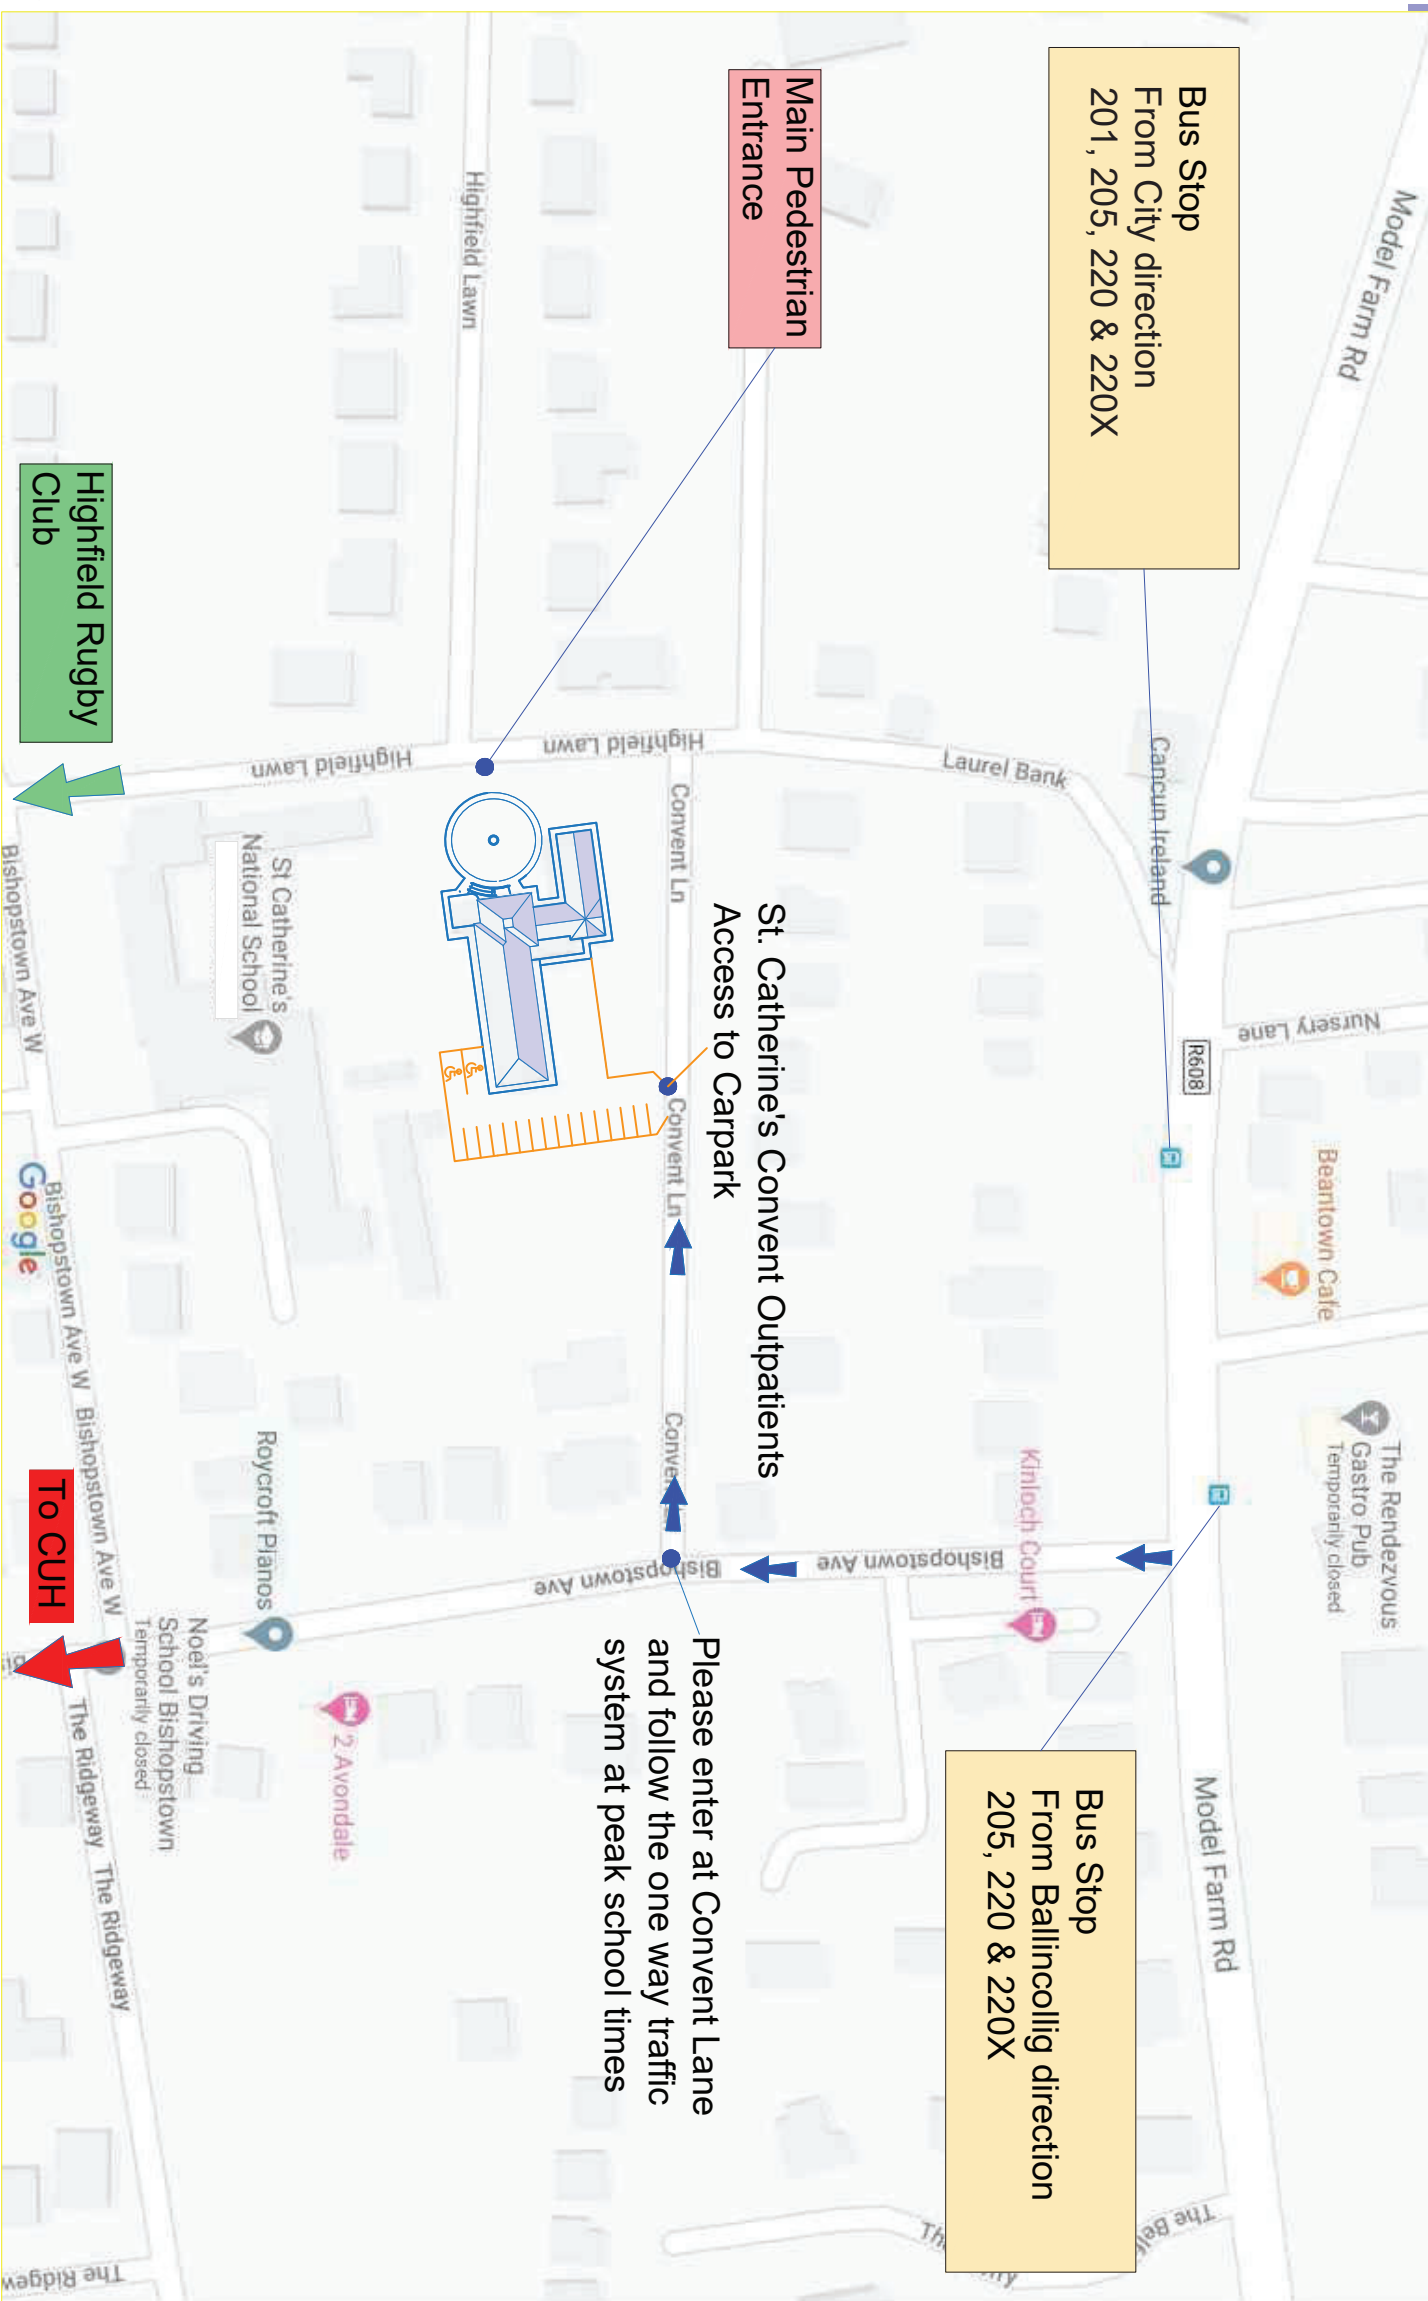 Bus Stop
From City direction
201, 205, 220 & 220X
Main Pedestrian
Entrance
Highfield Rugby
Club
Model Farm Rd
Highfield Lawn
Highfield Lawn
Highfield Lawn
Laurel Bank
Cancun Ireland
Nursery Lane
R608
Beantown Cafe
The Rendezvous
Gastro Pub
Temporarily closed
Convent Ln
Convent Ln
St. Catherine's Convent Outpatients
Access to Carpark
St Catherine's
National School
Bishopstown Ave W
Bishopstown Ave W
Bishopstown Ave W
Google
Kinloch Court
Bishopstown Ave
Bishopstown Ave
Bishopstown Ave
Please enter at Convent Lane
and follow the one way traffic
system at peak school times
Bus Stop
From Ballincollig direction
205, 220 & 220X
Model Farm Rd
Roycroft Pianos
To CUH
Noel's Driving
School Bishopstown
Temporarily closed
2 Avondale
The Ridgeway
The Ridgeway